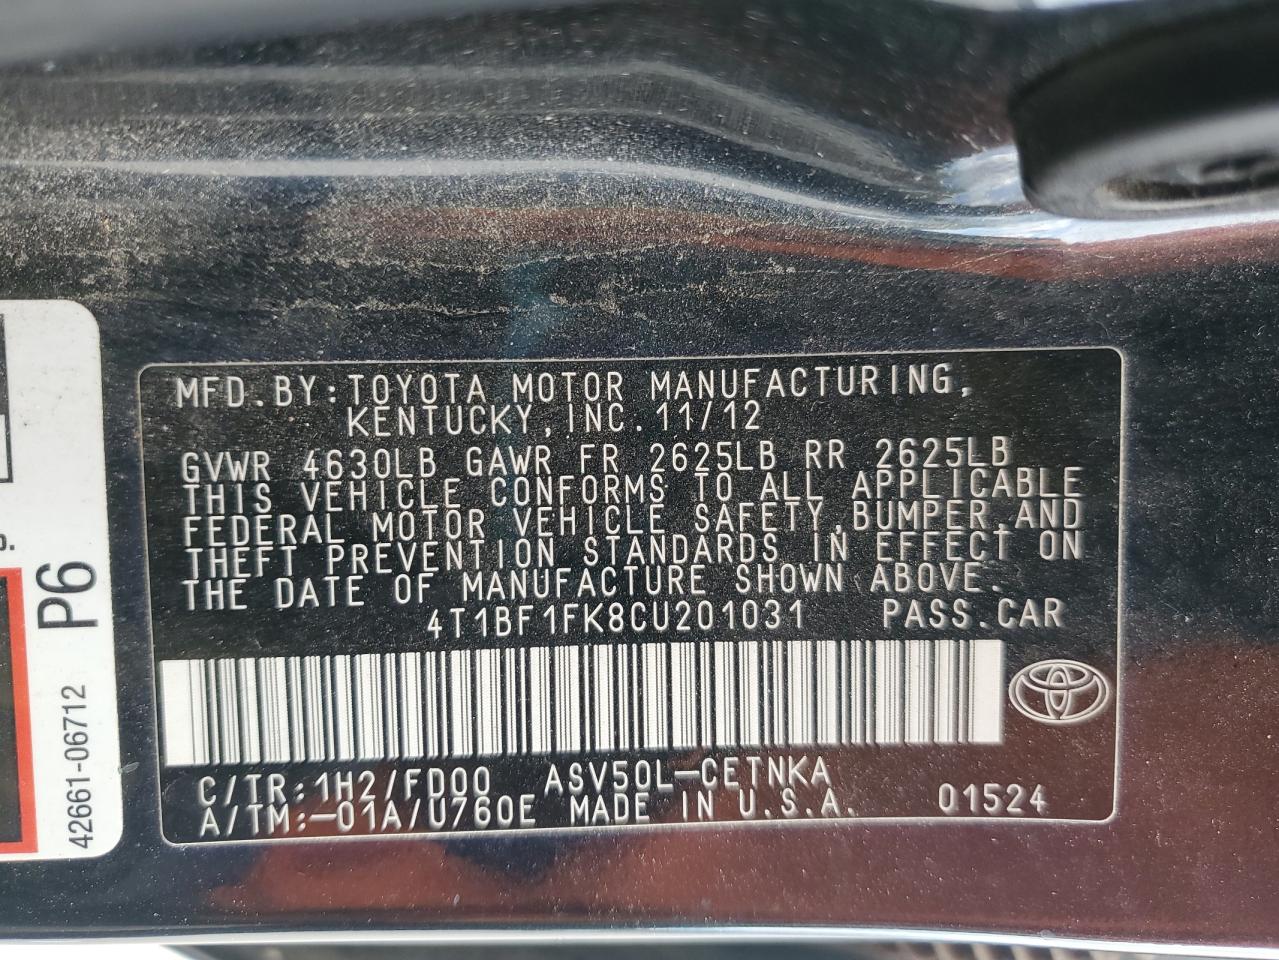 MFD.BY:TOYOTA MOTOR MANUFACTURING,
KENTUCKY,INC.11/12
GVWR 4630LB GAWR FR 2625LB RR 2625LB
THIS VEHICLE CONFORMS TO ALL APPLICABLE
FEDERAL MOTOR VEHICLE SAFETY,BUMPER,AND
THEFT PREVENTION STANDARDS IN EFFECT ON
THE DATE OF MANUFACTURE SHOWN ABOVE.
4T1BF1FK8CU201031 PASS.CAR
C/TR:1H2/FD00 ASV50L-CETNKA
A/TM:-01A/U760E MADE IN U.S.A. 01524
P6
42661-06712